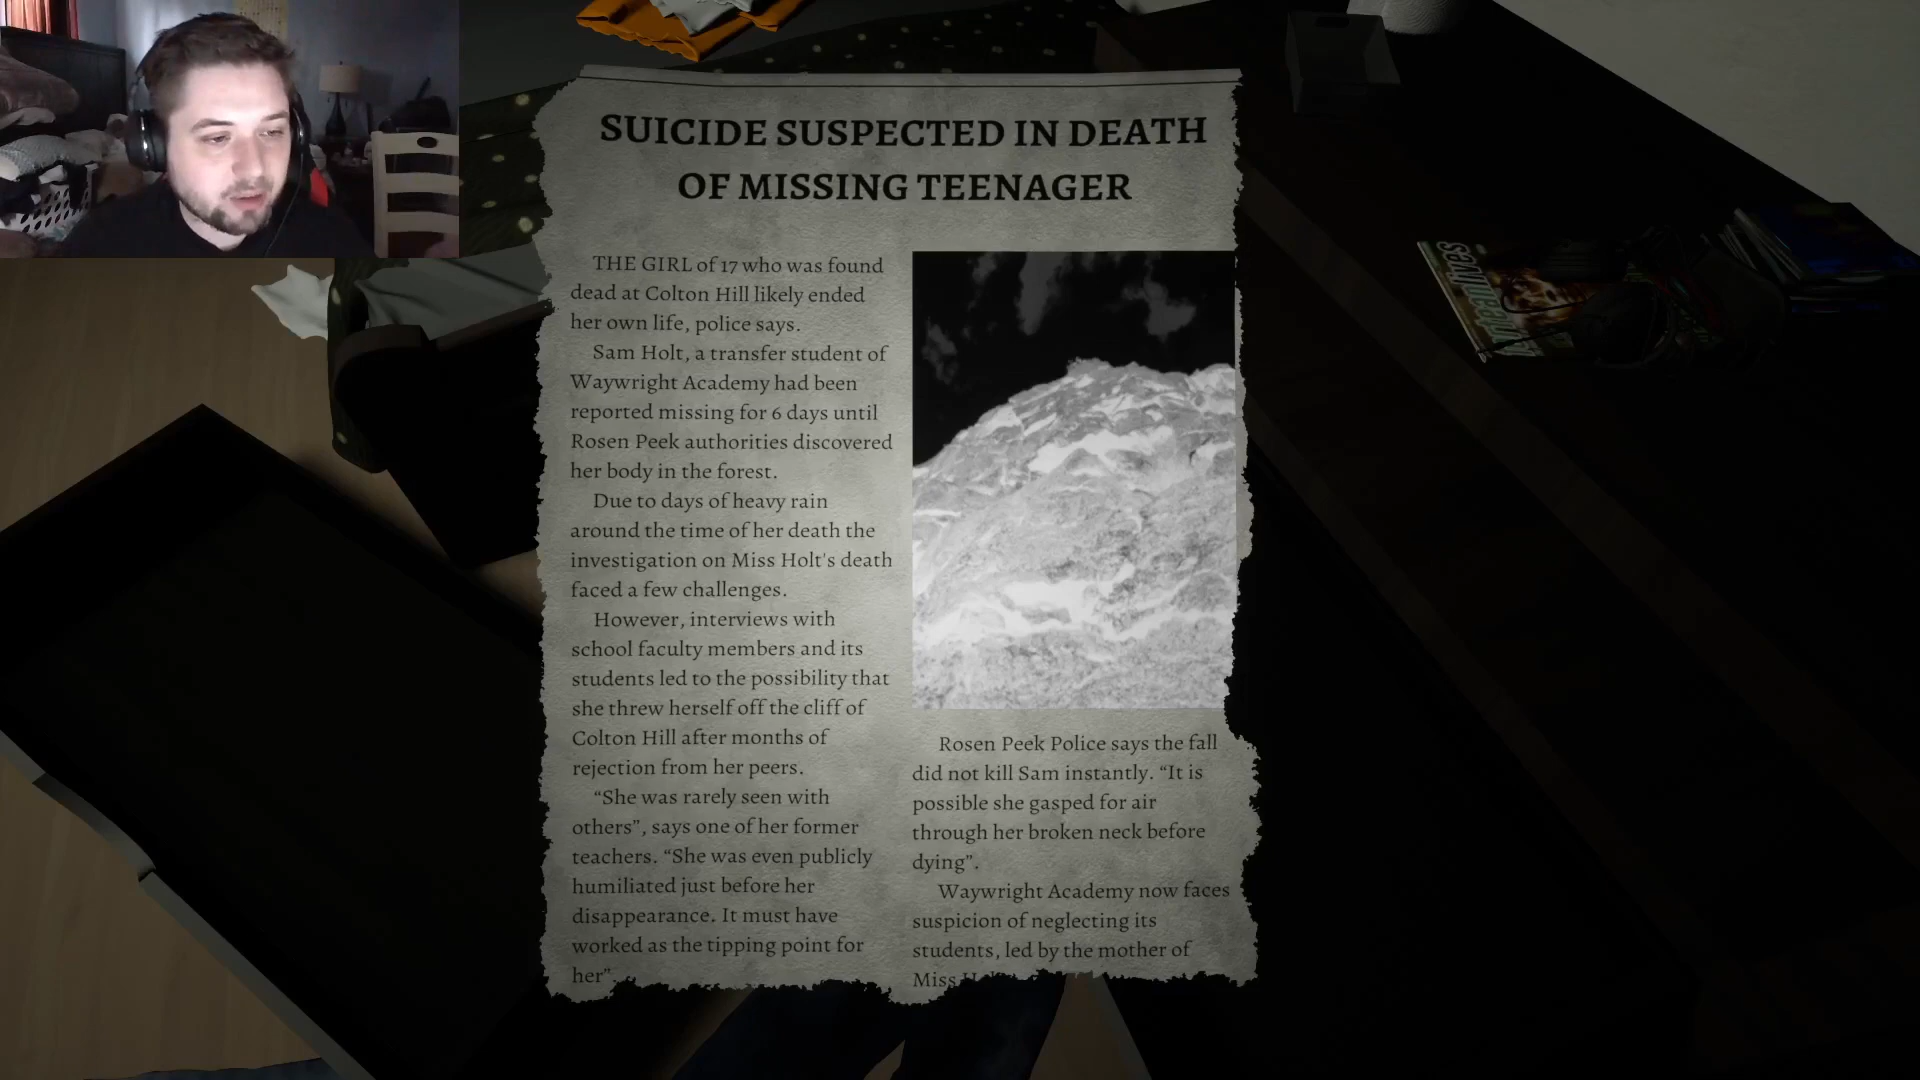 SUICIDE SUSPECTED IN DEATH
OF MISSING TEENAGER
THE GIRL of 17 who was found
dead at Colton Hill likely ended
her own life, police says.
Sam Holt, a transfer student of
Waywright Academy had been
reported missing for 6 days until
Rosen Peek authorities discovered
her body in the forest.
Due to days of heavy rain
around the time of her death the
investigation on Miss Holt's death
faced a few challenges.
However, interviews with
school faculty members and its
students led to the possibility that
she threw herself off the cliff of
Colton Hill after months of
rejection from her peers.
“She was rarely seen with
others”, says one of her former
teachers. “She was even publicly
humiliated just before her
disappearance. It must have
worked as the tipping point for
her”.
Rosen Peek Police says the fall
did not kill Sam instantly. “It is
possible she gasped for air
through her broken neck before
dying”.
Waywright Academy now faces
suspicion of neglecting its
students, led by the mother of
Miss